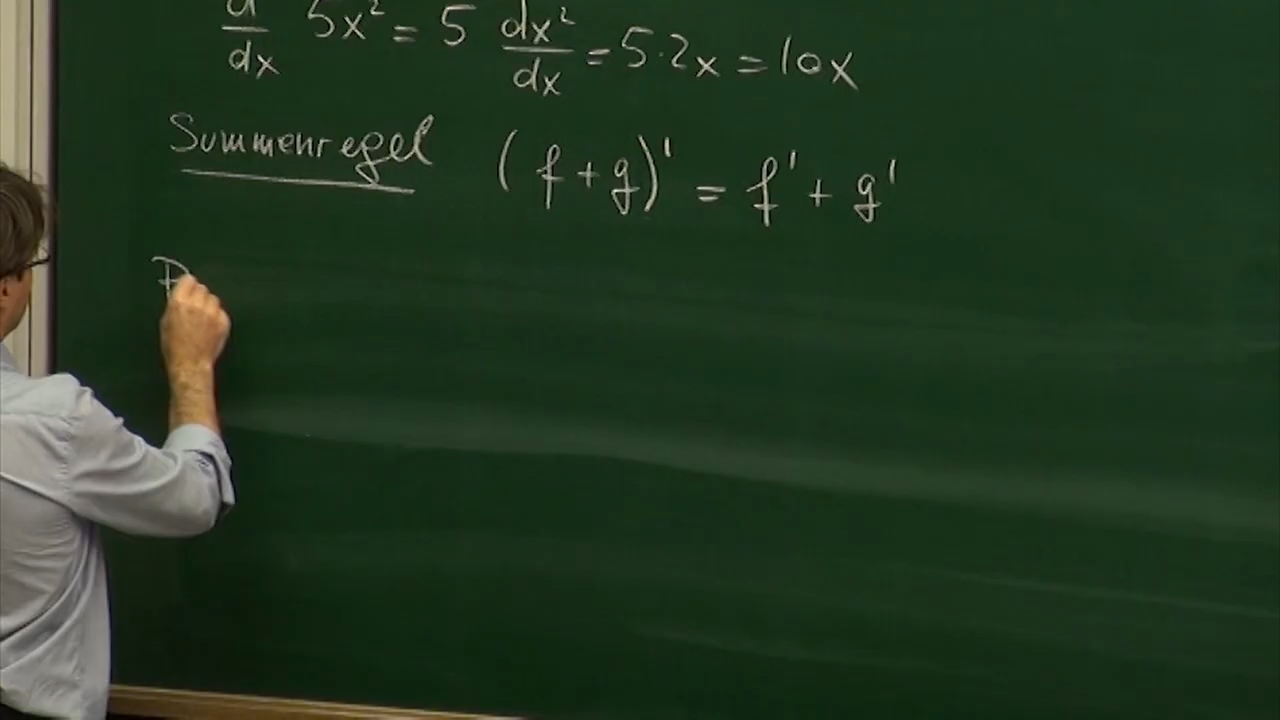 d/dx 5x² = 5 dx²/dx = 5·2x = 10x
Summenregel (f+g)' = f' + g'
P